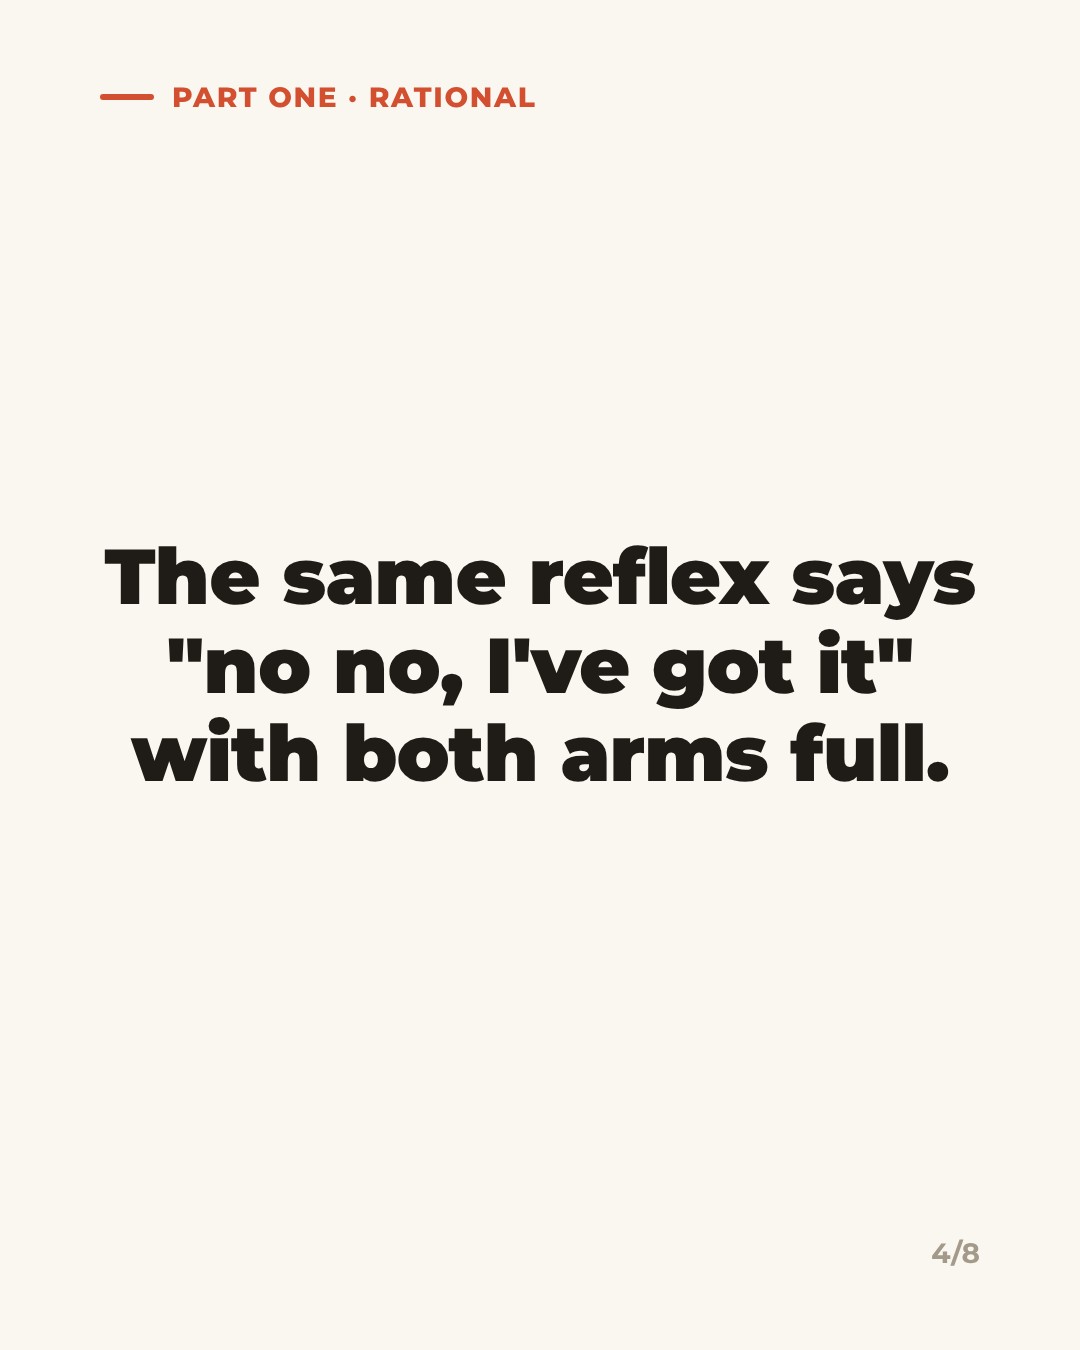 PART ONE · RATIONAL
The same reflex says
"no no, I've got it"
with both arms full.
4/8